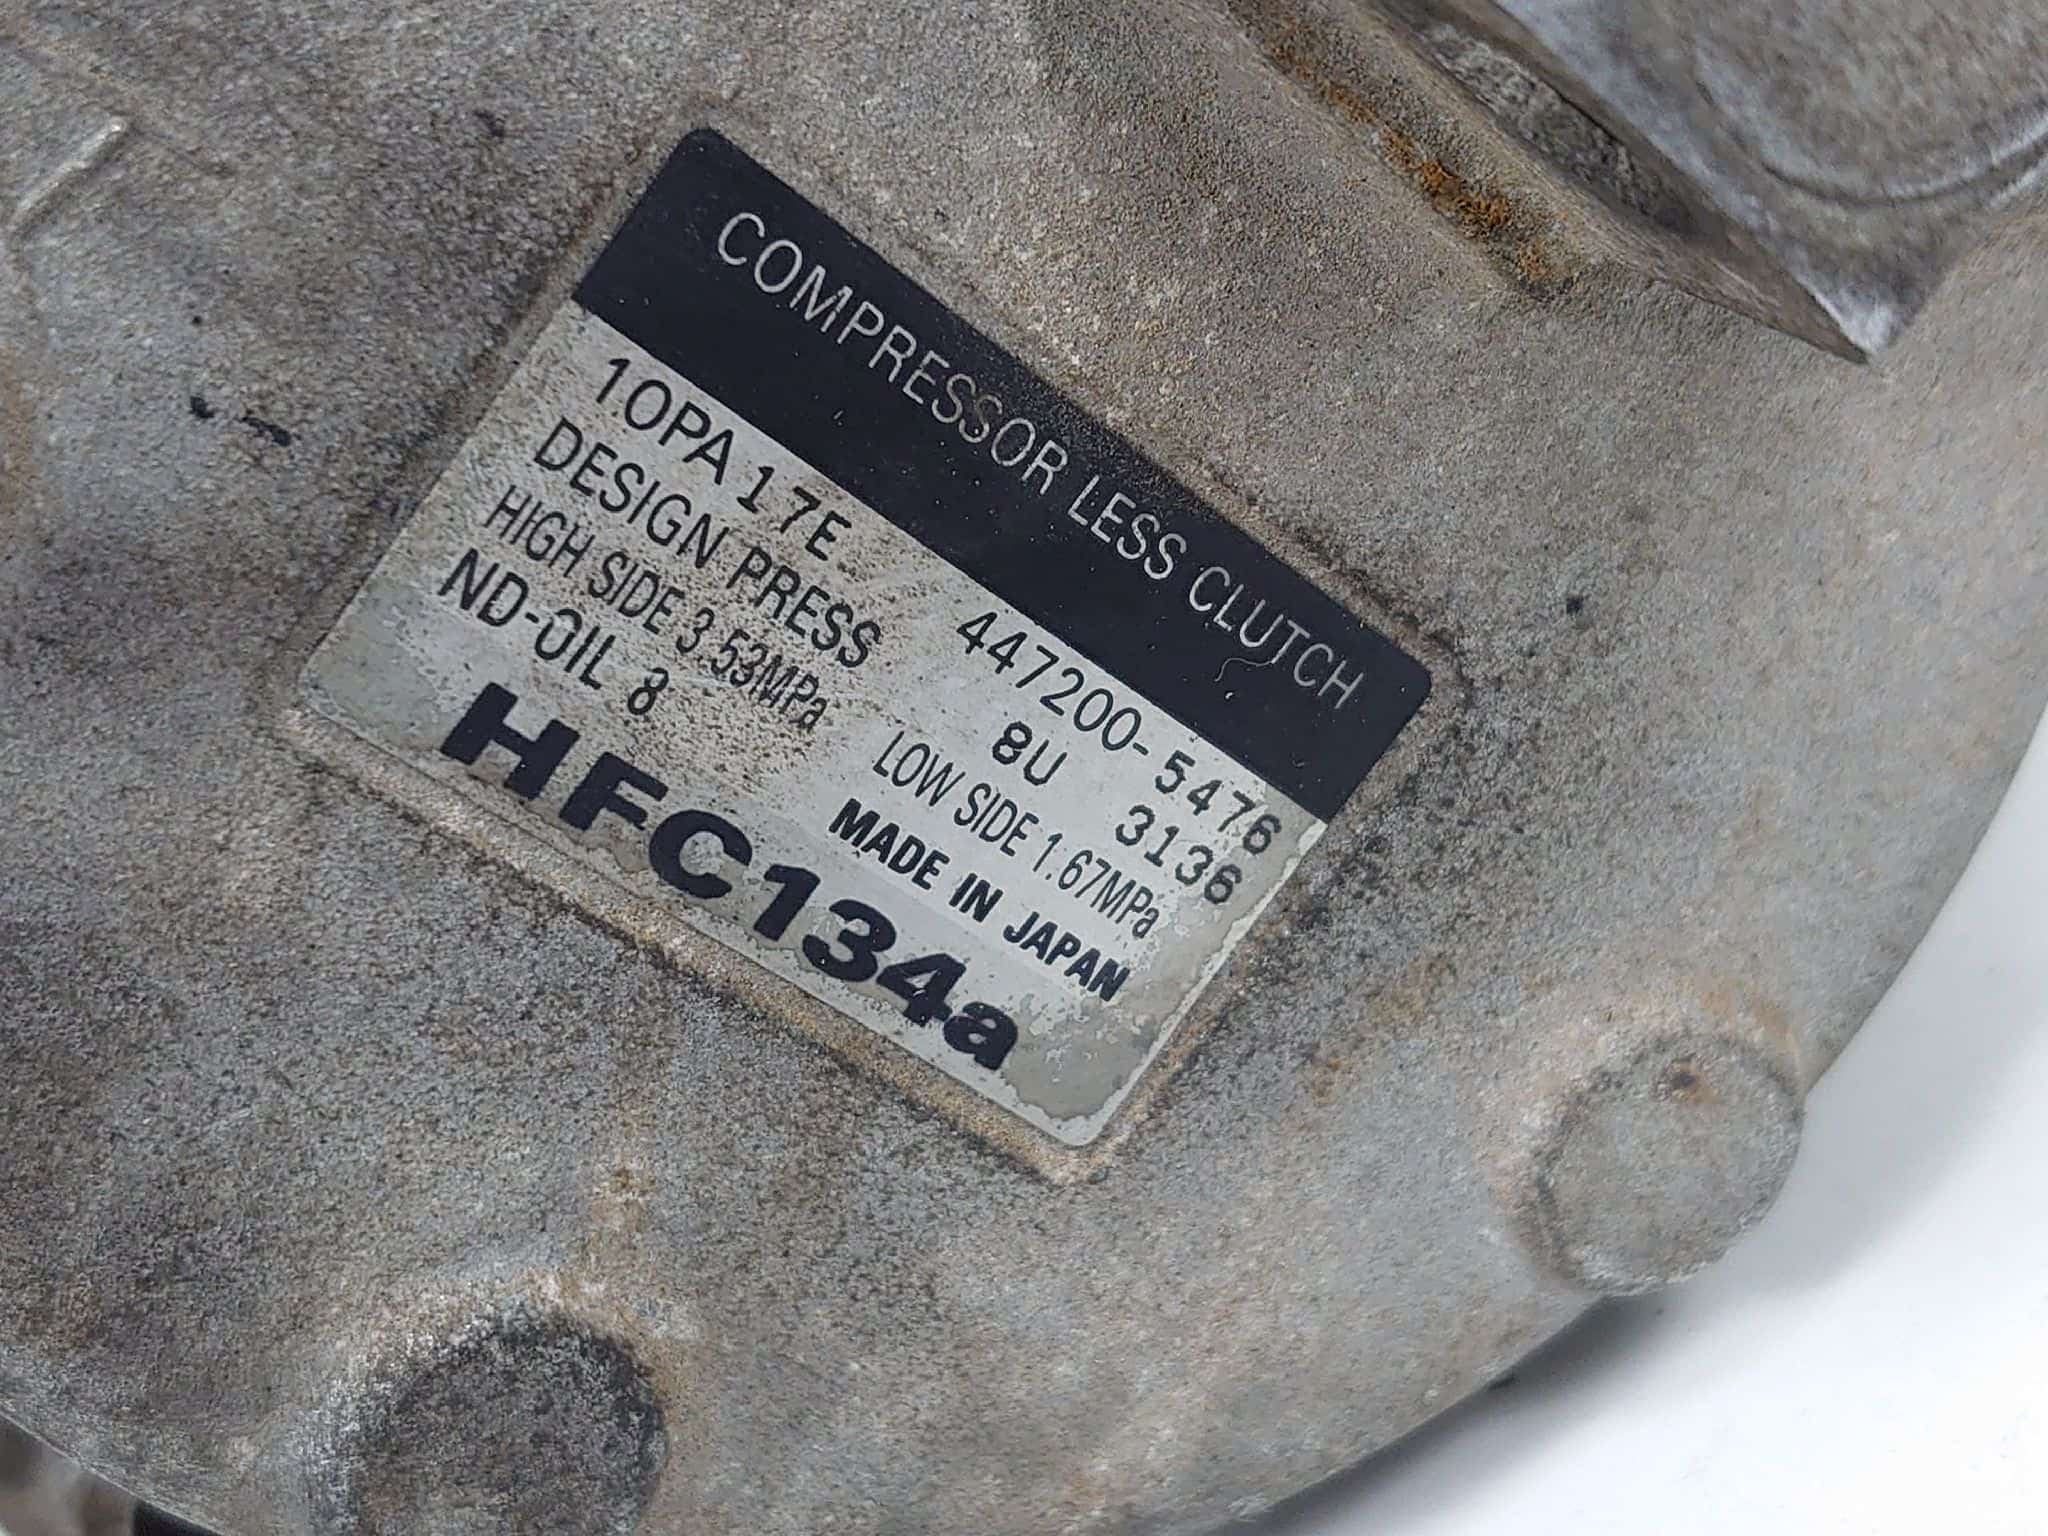 COMPRESSOR LESS CLUTCH
10PA17E 447200-5476
DESIGN PRESS 8U 3136
HIGH SIDE 3.53MPa LOW SIDE 1.67MPa
ND-OIL 8 MADE IN JAPAN
HFC134a